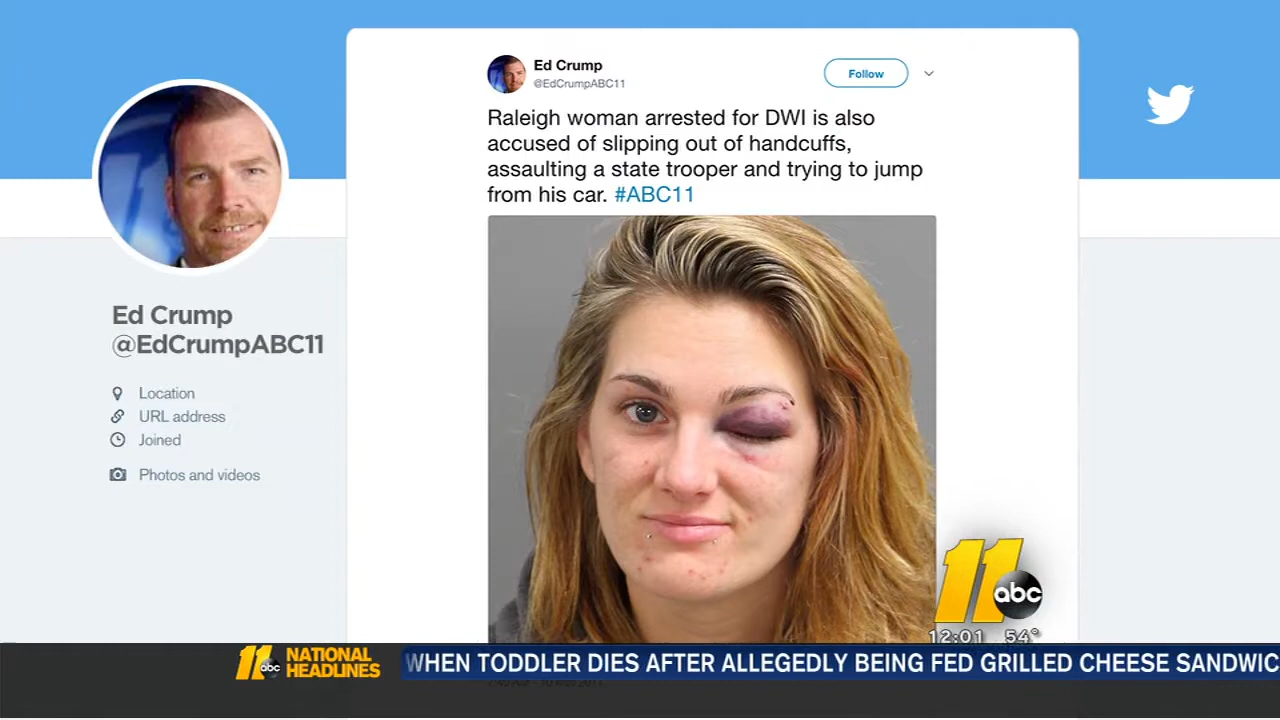 Ed Crump
@EdCrumpABC11
Follow
Raleigh woman arrested for DWI is also
accused of slipping out of handcuffs,
assaulting a state trooper and trying to jump
from his car. #ABC11
Ed Crump
@EdCrumpABC11
Location
URL address
Joined
Photos and videos
11
abc
12:01 54°
11
abc
NATIONAL
HEADLINES
WHEN TODDLER DIES AFTER ALLEGEDLY BEING FED GRILLED CHEESE SANDWIC